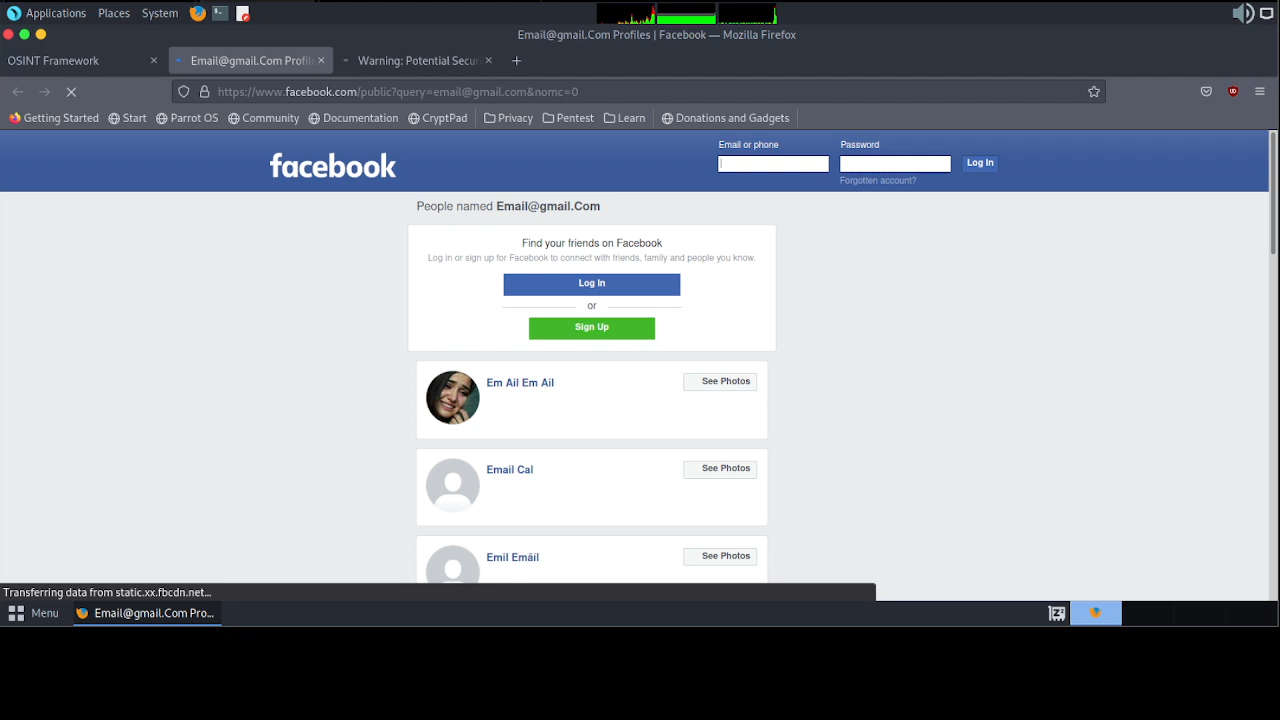 Applications Places System
Email@gmail.Com Profiles | Facebook — Mozilla Firefox
OSINT Framework
Email@gmail.Com Profil
Warning: Potential Secur
https://www.facebook.com/public?query=email@gmail.com&nomc=0
Getting Started Start Parrot OS Community Documentation CryptPad Privacy Pentest Learn Donations and Gadgets
facebook
Email or phone
Password
Log In
Forgotten account?
People named Email@gmail.Com
Find your friends on Facebook
Log in or sign up for Facebook to connect with friends, family and people you know.
Log In
or
Sign Up
Em Ail Em Ail
See Photos
Email Cal
See Photos
Emil Emäíl
See Photos
Transferring data from static.xx.fbcdn.net…
Menu
Email@gmail.Com Pro…